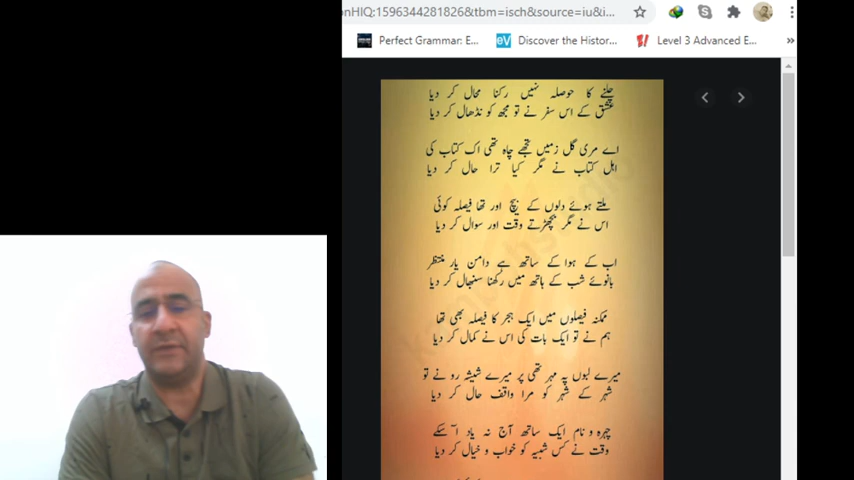 onHIQ:1596344281826&tbm=isch&source=iu&i...
Perfect Grammar: E... Discover the Histor... Level 3 Advanced E... »
چلنے کا حوصلہ نہیں رکنا محال کر دیا
عشق کے اس سفر نے تو مجھ کو نڈھال کر دیا
اے مری گل زمیں تجھے چاہ تھی اک کتاب کی
اہل کتاب نے مگر کیا ترا حال کر دیا
ملتے ہوئے دلوں کے بیچ اور تھا فیصلہ کوئی
اس نے مگر بچھڑتے وقت اور سوال کر دیا
اب کے ہوا کے ساتھ ہے دامن یار منتظر
بانوئے شب کے ہاتھ میں رکھنا سنبھال کر دیا
ممکنہ فیصلوں میں ایک ہجر کا فیصلہ بھی تھا
ہم نے تو ایک بات کی اس نے کمال کر دیا
میرے لبوں پہ مہر تھی پر میرے شیشہ رو نے تو
شہر کے شہر کو مرا واقف حال کر دیا
چہرہ و نام ایک ساتھ آج نہ یاد آ سکے
وقت نے کس شبیہ کو خواب و خیال کر دیا